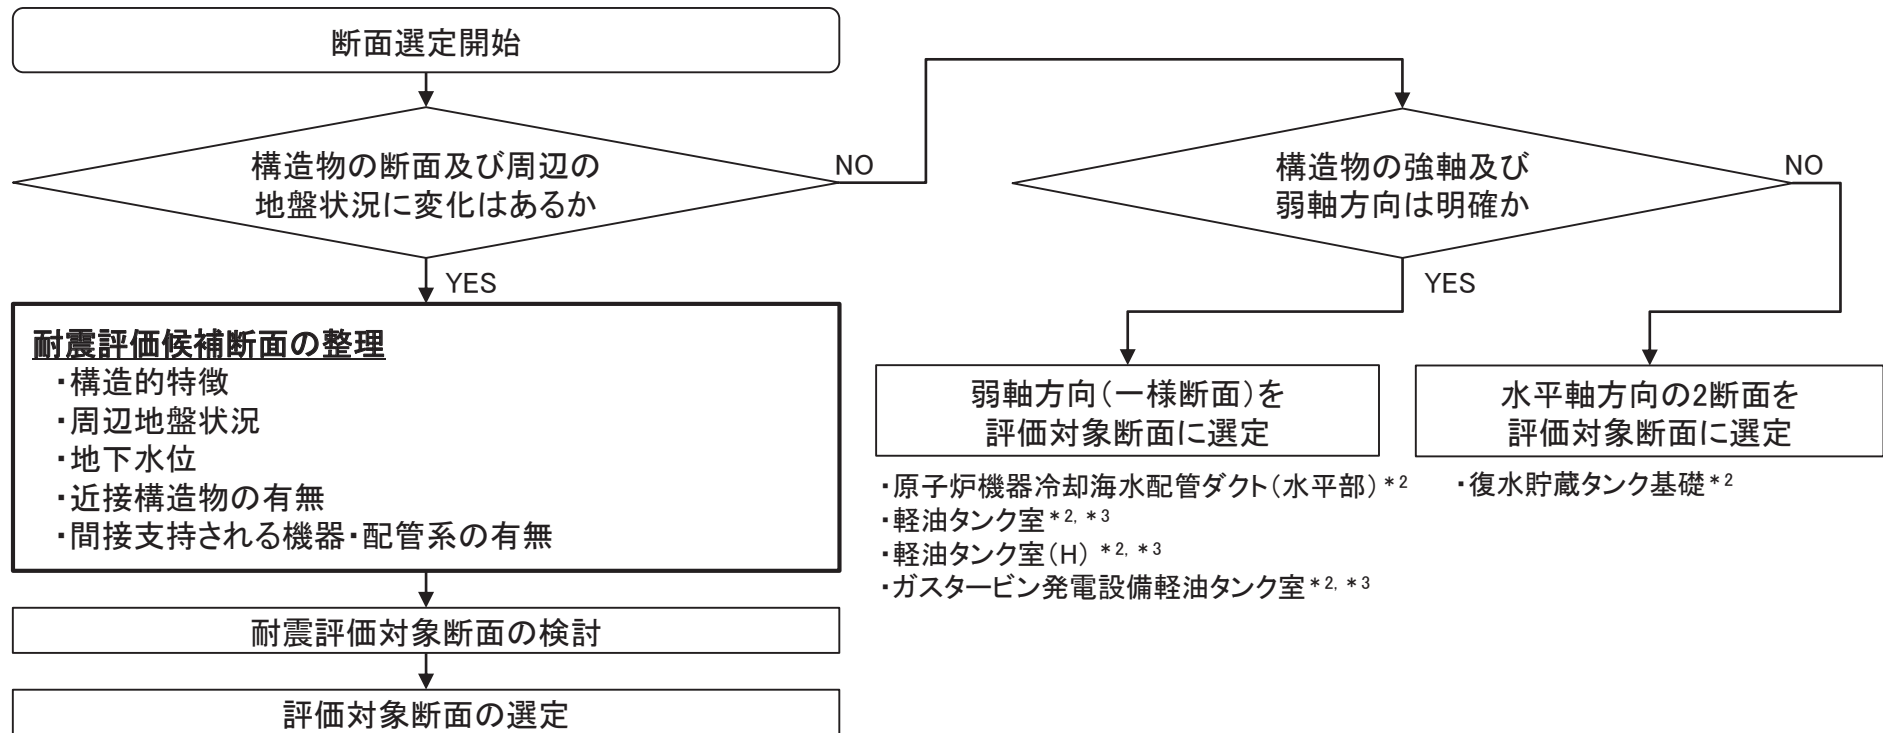 断面選定開始
構造物の断面及び周辺の
地盤状況に変化はあるか
NO
YES
構造物の強軸及び
弱軸方向は明確か
NO
YES
耐震評価候補断面の整理
・構造的特徴
・周辺地盤状況
・地下水位
・近接構造物の有無
・間接支持される機器・配管系の有無
耐震評価対象断面の検討
評価対象断面の選定
弱軸方向(一様断面)を
評価対象断面に選定
・原子炉機器冷却海水配管ダクト(水平部)*2
・軽油タンク室*2, *3
・軽油タンク室(H) *2, *3
・ガスタービン発電設備軽油タンク室*2, *3
水平軸方向の2断面を
評価対象断面に選定
・復水貯蔵タンク基礎*2